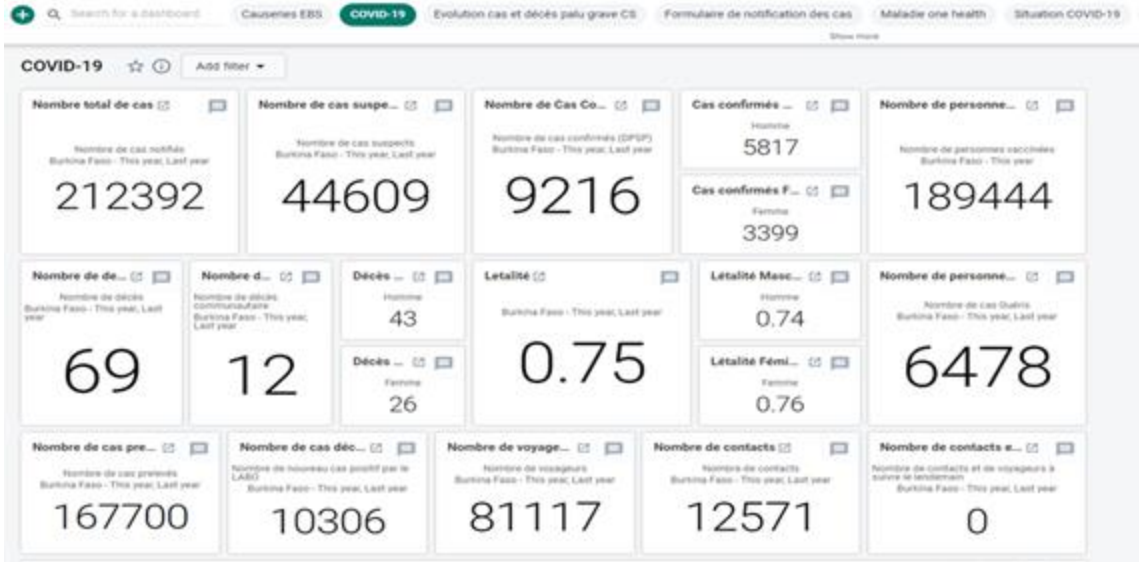 Search for a dashboard
Causeries EBS
COVID-19
Evolution cas et décès palu grave CS
Formulaire de notification des cas
Maladie one health
Situation COVID-19
Show more
COVID-19
Add filter
Nombre total de cas
Nombre de cas notifiés
Burkina Faso - This year, Last year
212392
Nombre de cas suspe...
Nombre de cas suspects
Burkina Faso - This year, Last year
44609
Nombre de Cas Co...
Nombre de cas confirmés (DPSP)
Burkina Faso - This year, Last year
9216
Cas confirmés ...
Homme
5817
Cas confirmés F...
Femme
3399
Nombre de personne...
Nombre de personnes vaccinées
Burkina Faso - This year, Last year
189444
Nombre de de...
Nombre de décès
Burkina Faso - This year, Last
year
69
Nombre d...
Nombre de décès
communautaire
Burkina Faso - This year,
Last year
12
Décès ...
Homme
43
Décès ...
Femme
26
Letalité
Burkina Faso - This year, Last year
0.75
Létalité Masc...
Homme
0.74
Létalité Fémi...
Femme
0.76
Nombre de personne...
Nombre de cas Guéris
Burkina Faso - This year, Last year
6478
Nombre de cas pre...
Nombre de cas prelevés
Burkina Faso - This year, Last year
167700
Nombre de cas déc...
Nombre de nouveau cas positif par le
LABO
Burkina Faso - This year, Last year
10306
Nombre de voyage...
Nombre de voyageurs
Burkina Faso - This year, Last year
81117
Nombre de contacts
Nombre de contacts
Burkina Faso - This year, Last year
12571
Nombre de contacts e...
Nombre de contacts et de voyageurs à
suivre le lendemain
Burkina Faso - This year, Last year
0